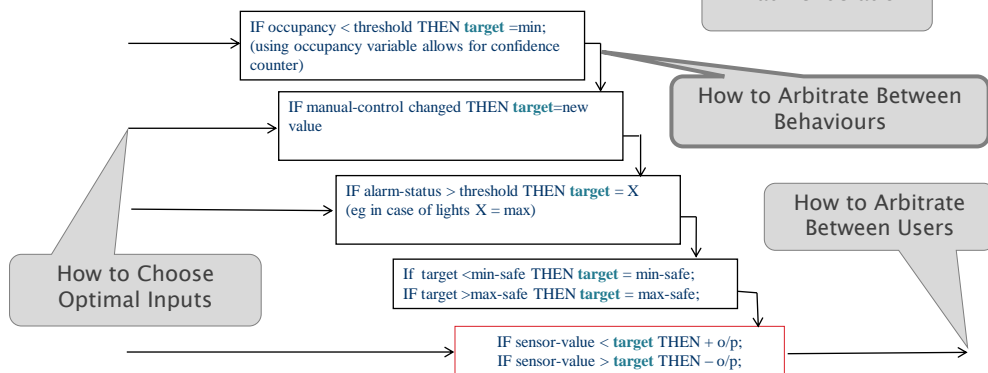 IF occupancy < threshold THEN target =min;
(using occupancy variable allows for confidence
counter)
How to Arbitrate Between
Behaviours
IF manual-control changed THEN target=new
value
IF alarm-status > threshold THEN target = X
(eg in case of lights X = max)
How to Arbitrate
Between Users
How to Choose
Optimal Inputs
If target <min-safe THEN target = min-safe;
IF target >max-safe THEN target = max-safe;
IF sensor-value < target THEN + o/p;
IF sensor-value > target THEN – o/p;